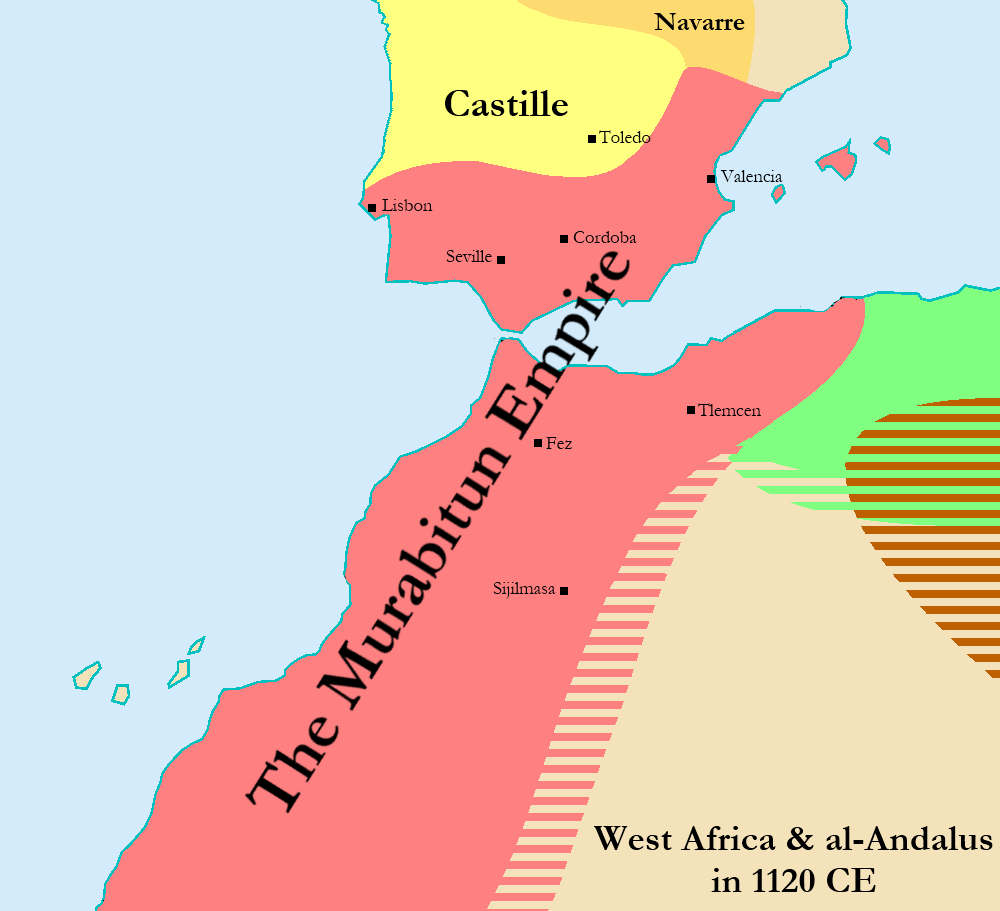 Navarre
Castille
Toledo
Valencia
Lisbon
Cordoba
Seville
The Murabitun Empire
Tlemcen
Fez
Sijilmasa
West Africa & al-Andalus
in 1120 CE